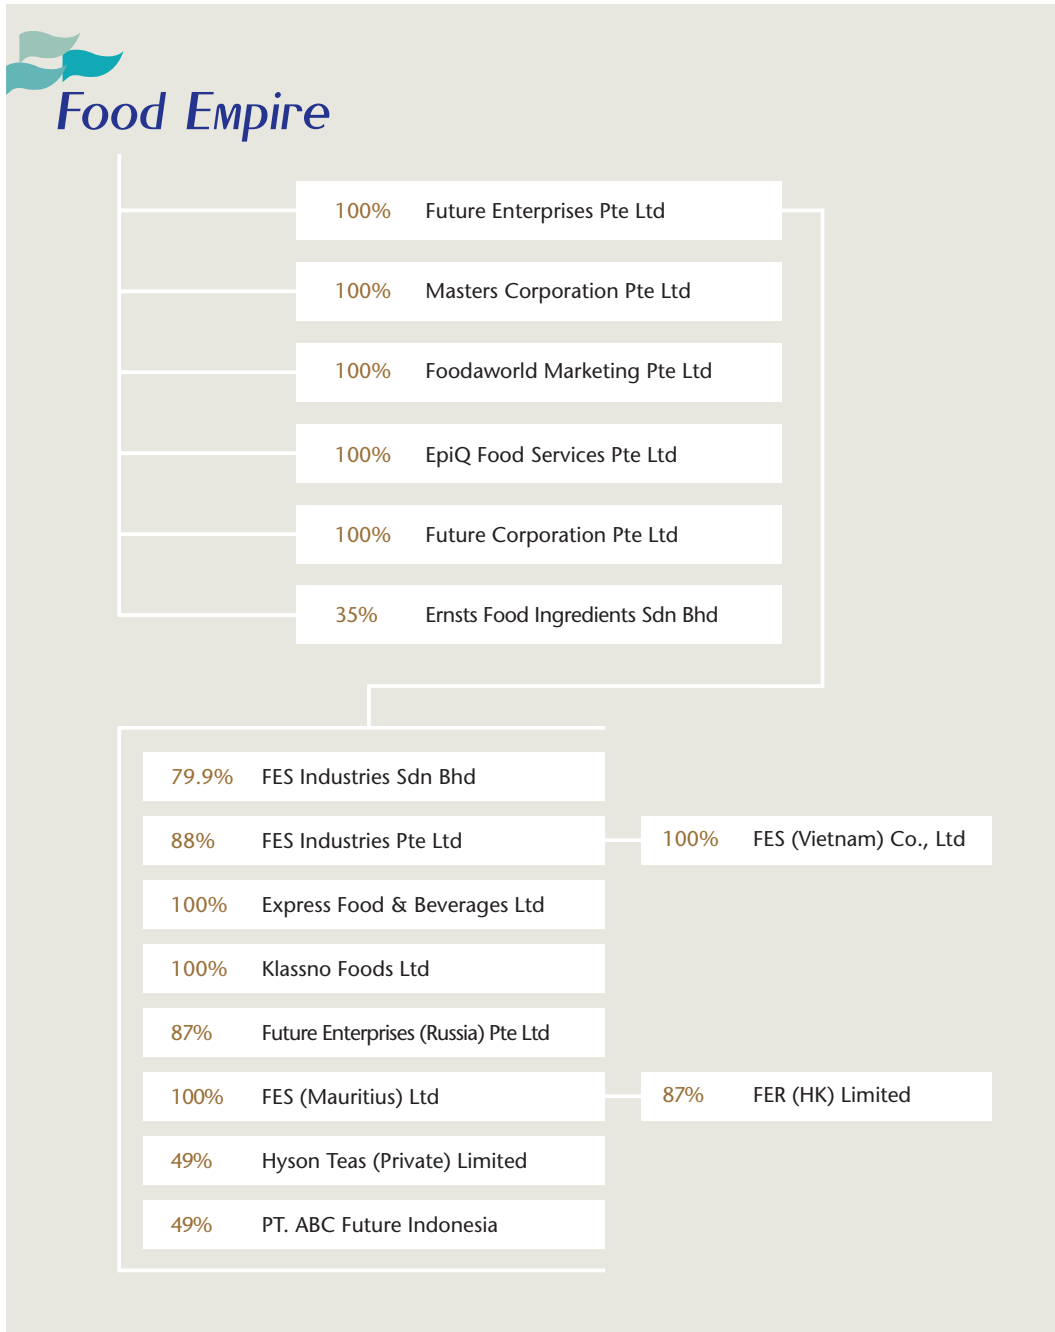 Food Empire
100% Future Enterprises Pte Ltd
100% Masters Corporation Pte Ltd
100% Foodaworld Marketing Pte Ltd
100% EpiQ Food Services Pte Ltd
100% Future Corporation Pte Ltd
35% Ernsts Food Ingredients Sdn Bhd
79.9% FES Industries Sdn Bhd
88% FES Industries Pte Ltd
100% FES (Vietnam) Co., Ltd
100% Express Food & Beverages Ltd
100% Klassno Foods Ltd
87% Future Enterprises (Russia) Pte Ltd
100% FES (Mauritius) Ltd
87% FER (HK) Limited
49% Hyson Teas (Private) Limited
49% PT. ABC Future Indonesia